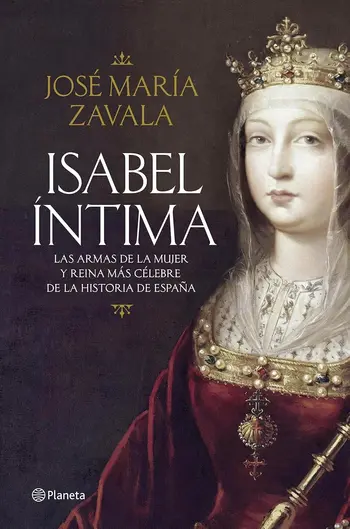 JOSÉ MARÍA
ZAVALA
ISABEL
ÍNTIMA
LAS ARMAS DE LA MUJER
Y REINA MÁS CÉLEBRE
DE LA HISTORIA DE ESPAÑA
Planeta